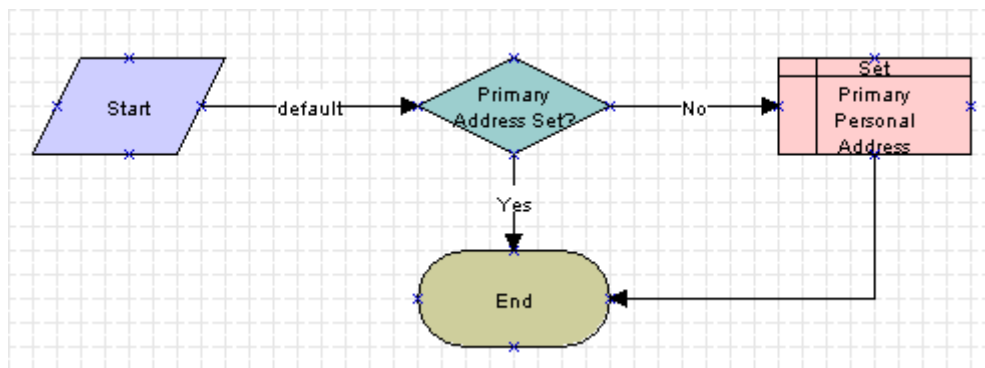 Start
default
Primary
Address Set?
No
Set
Primary
Personal
Address
Yes
End